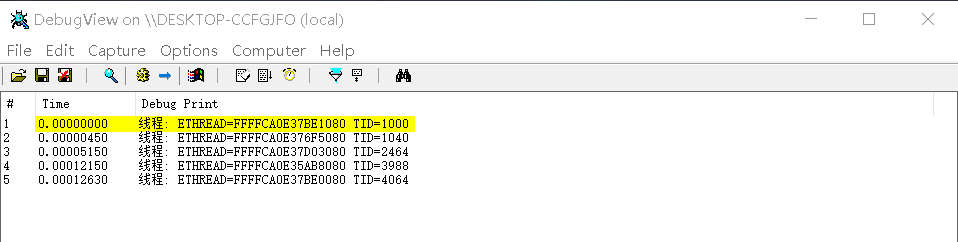 DebugView on \\DESKTOP-CCFGJFO (local)
File Edit Capture Options Computer Help
# Time Debug Print
1 0.00000000 线程: ETHREAD=FFFFCA0E37BE1080 TID=1000
2 0.00000450 线程: ETHREAD=FFFFCA0E376F5080 TID=1040
3 0.00005150 线程: ETHREAD=FFFFCA0E37D03080 TID=2464
4 0.00012150 线程: ETHREAD=FFFFCA0E35AB8080 TID=3988
5 0.00012630 线程: ETHREAD=FFFFCA0E37BE0080 TID=4064